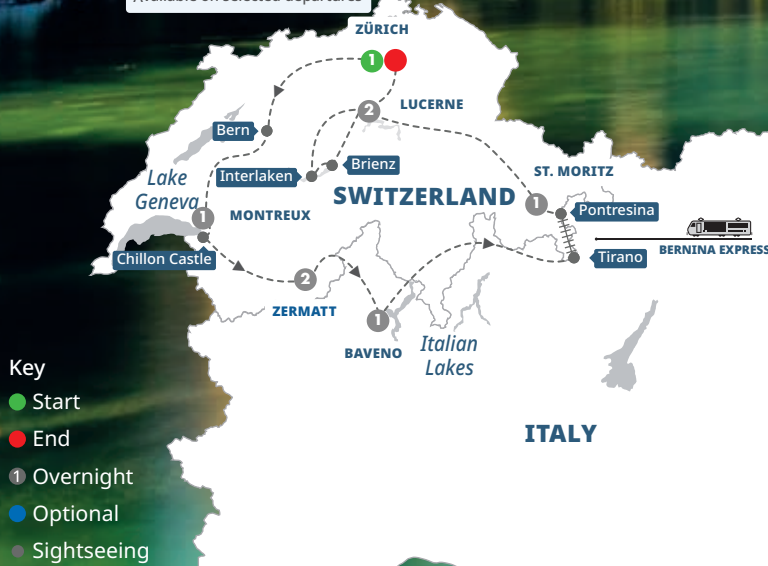 ZÜRICH
1
2
LUCERNE
Bern
Brienz
Interlaken
Lake
Geneva
SWITZERLAND
ST. MORITZ
1
Pontresina
1
MONTREUX
BERNINA EXPRESS
Chillon Castle
Tirano
2
ZERMATT
1
BAVENO
Italian
Lakes
Key
Start
End
1 Overnight
Optional
Sightseeing
ITALY